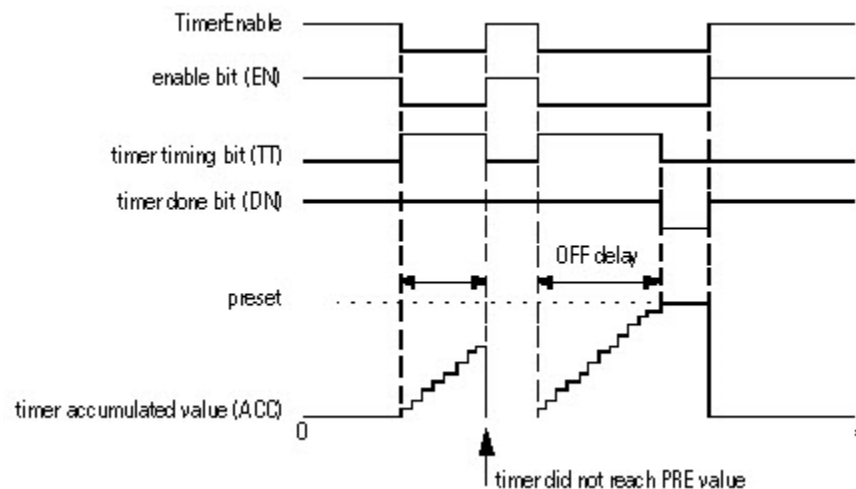 TimerEnable
enable bit (EN)
timer timing bit (TT)
timer done bit (DN)
OFF delay
preset
timer accumulated value (ACC)
0
timer did not reach PRE value